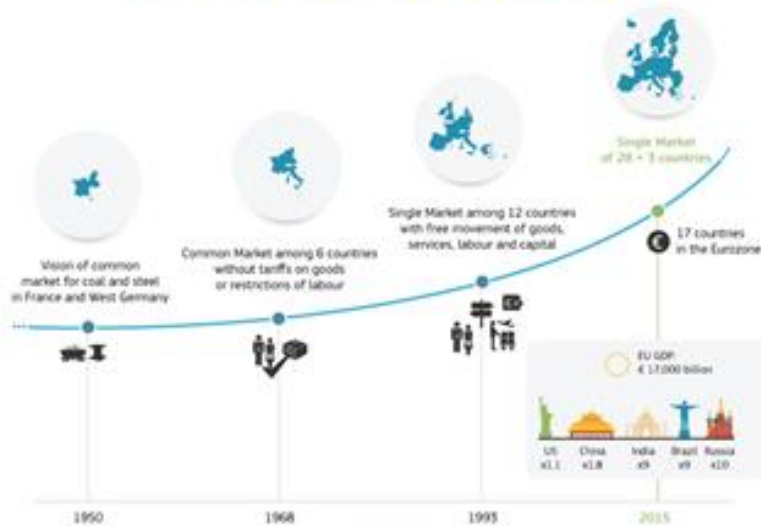 Single Market
of 28 + 3 countries
Single Market among 12 countries
with free movement of goods,
services, labour and capital
17 countries
in the Eurozone
Common Market among 6 countries
without tariffs on goods
or restrictions of labour
Vision of common
market for coal and steel
in France and West Germany
...
€
EU GDP:
€ 17,000 billion
US
x1.1
China
x1.8
India
x9
Brazil
x9
Russia
x10
1950
1968
1993
2015